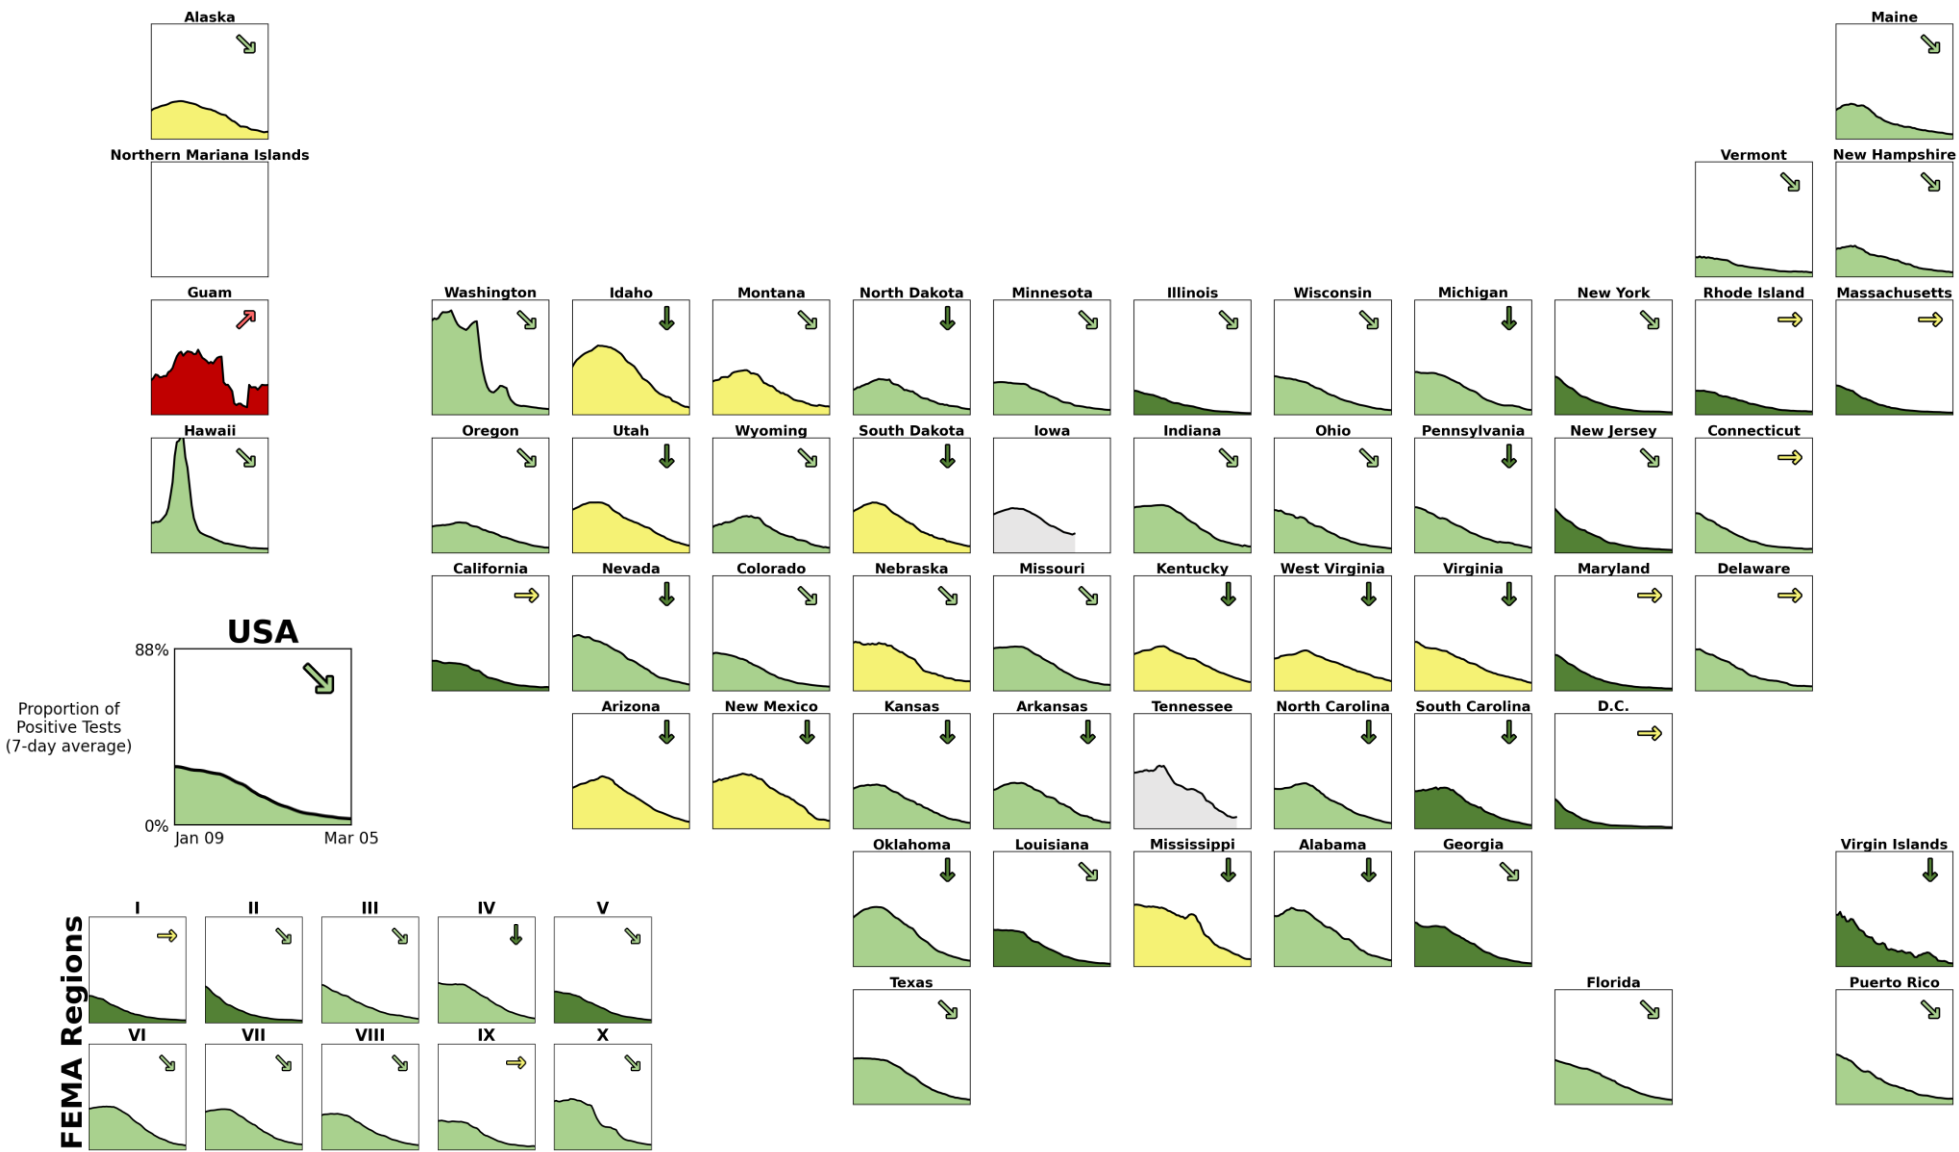 Alaska
Maine
Northern Mariana Islands
Vermont
New Hampshire
Guam
Washington
Idaho
Montana
North Dakota
Minnesota
Illinois
Wisconsin
Michigan
New York
Rhode Island
Massachusetts
Hawaii
Oregon
Utah
Wyoming
South Dakota
Iowa
Indiana
Ohio
Pennsylvania
New Jersey
Connecticut
California
Nevada
Colorado
Nebraska
Missouri
Kentucky
West Virginia
Virginia
Maryland
Delaware
USA
88%
Proportion of
Positive Tests
(7-day average)
0%
Jan 09
Mar 05
Arizona
New Mexico
Kansas
Arkansas
Tennessee
North Carolina
South Carolina
D.C.
Oklahoma
Louisiana
Mississippi
Alabama
Georgia
Virgin Islands
FEMA Regions
I
II
III
IV
V
VI
VII
VIII
IX
X
Texas
Florida
Puerto Rico